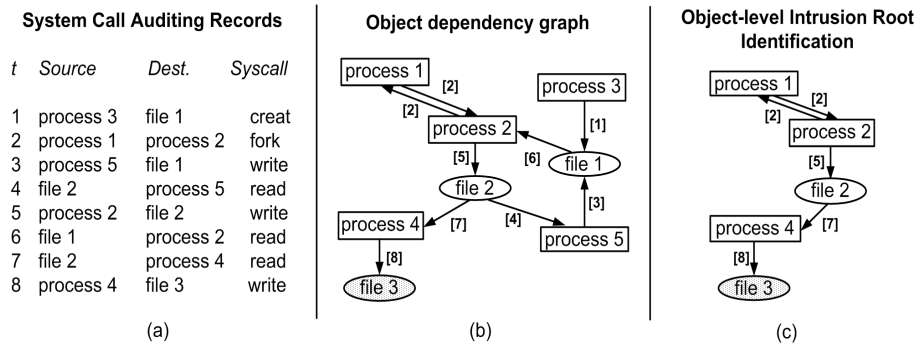 System Call Auditing Records
t Source Dest. Syscall
1 process 3 file 1 creat
2 process 1 process 2 fork
3 process 5 file 1 write
4 file 2 process 5 read
5 process 2 file 2 write
6 file 1 process 2 read
7 file 2 process 4 read
8 process 4 file 3 write
(a)
Object dependency graph
process 1
process 3
[2]
[2]
[1]
process 2
[6]
file 1
[5]
file 2
[3]
process 4
[7]
[4]
process 5
[8]
file 3
(b)
Object-level Intrusion Root
Identification
process 1
[2]
[2]
process 2
[5]
file 2
process 4
[7]
[8]
file 3
(c)